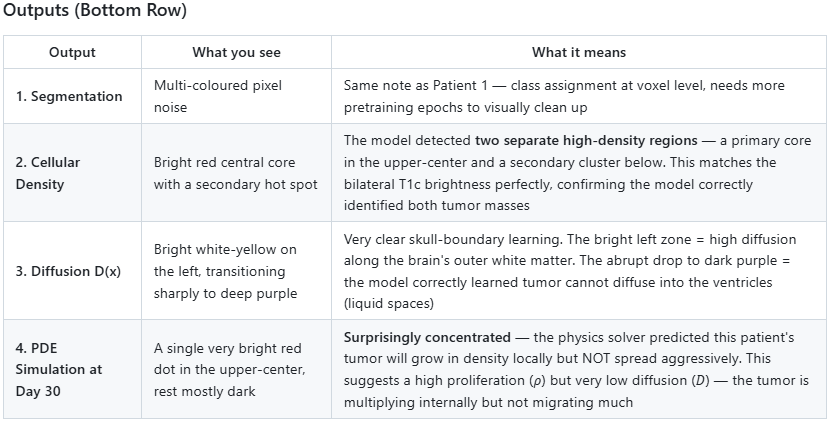 Outputs (Bottom Row)
Output
What you see
What it means
1. Segmentation
Multi-coloured pixel
noise
Same note as Patient 1 — class assignment at voxel level, needs more
pretraining epochs to visually clean up
2. Cellular
Density
Bright red central core
with a secondary hot spot
The model detected two separate high-density regions — a primary core
in the upper-center and a secondary cluster below. This matches the
bilateral T1c brightness perfectly, confirming the model correctly
identified both tumor masses
3. Diffusion D(x)
Bright white-yellow on
the left, transitioning
sharply to deep purple
Very clear skull-boundary learning. The bright left zone = high diffusion
along the brain's outer white matter. The abrupt drop to dark purple =
the model correctly learned tumor cannot diffuse into the ventricles
(liquid spaces)
4. PDE
Simulation at
Day 30
A single very bright red
dot in the upper-center,
rest mostly dark
Surprisingly concentrated — the physics solver predicted this patient's
tumor will grow in density locally but NOT spread aggressively. This
suggests a high proliferation (ρ) but very low diffusion (D) — the tumor is
multiplying internally but not migrating much